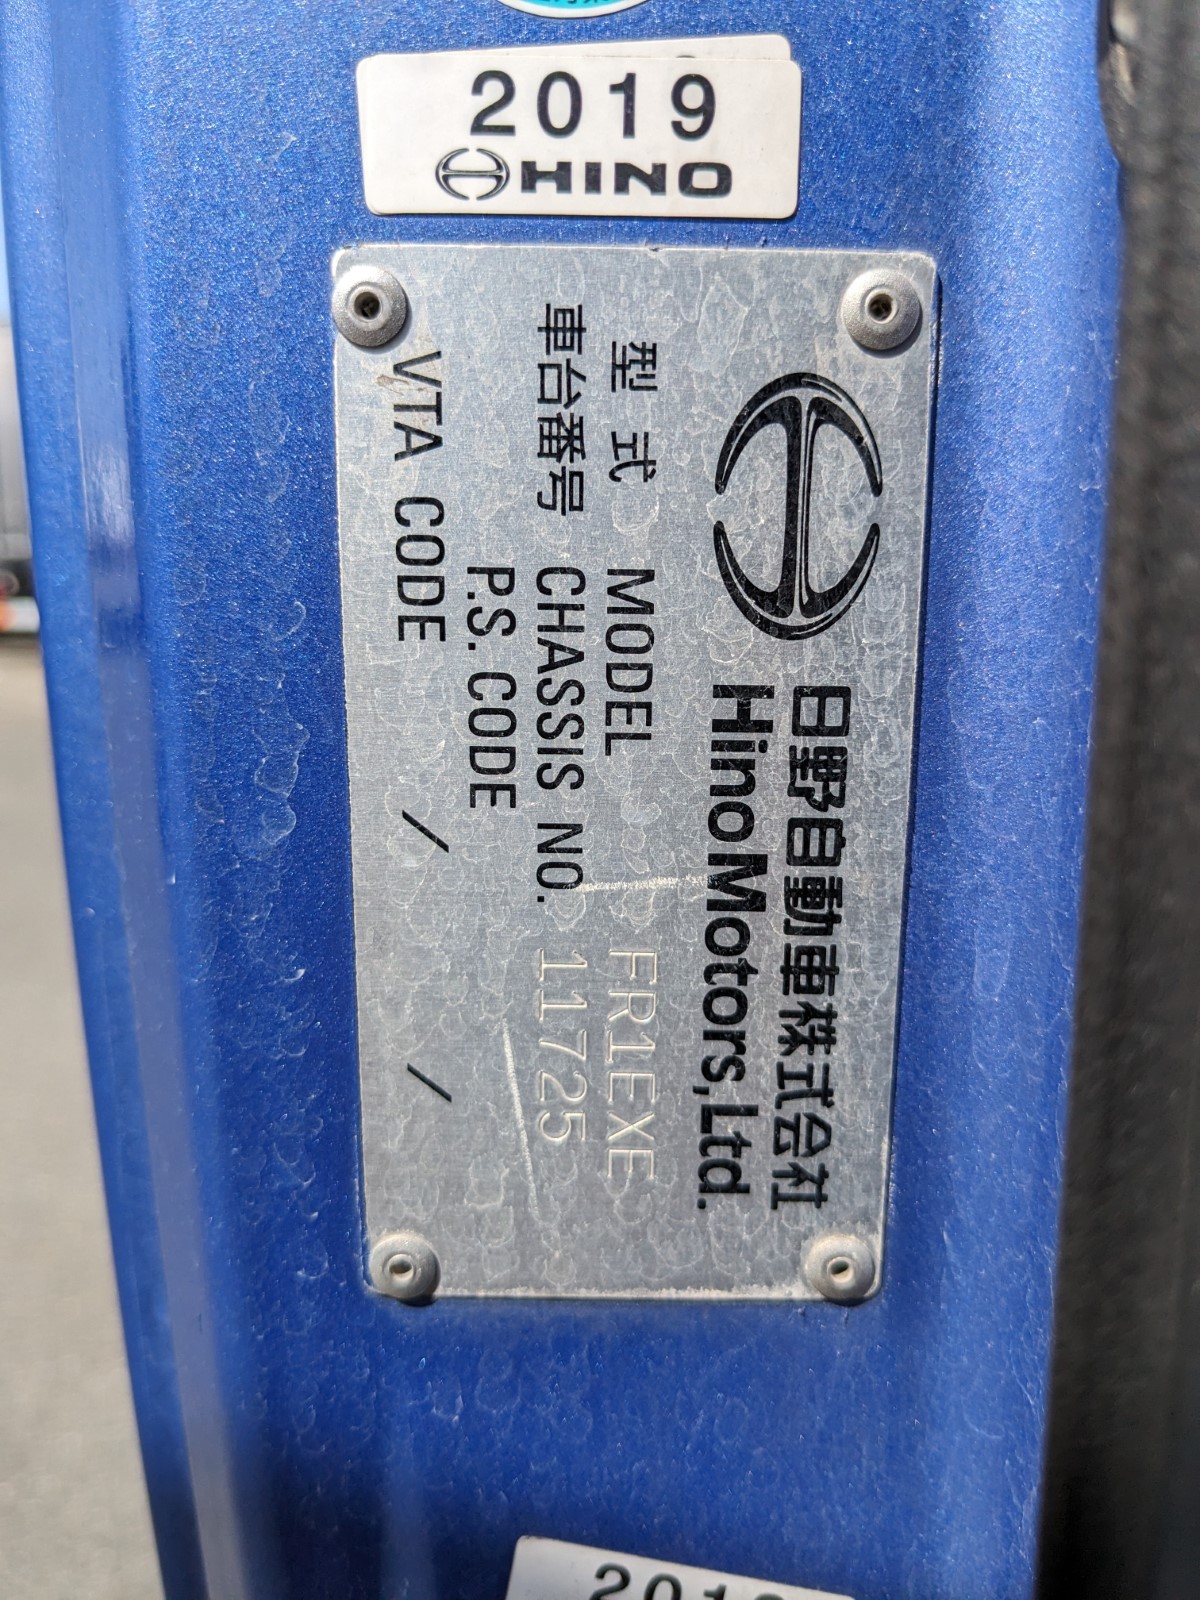 2019
HINO
日野自動車株式会社
Hino Motors, Ltd.
型式 MODEL FR1EXE
車台番号 CHASSIS NO. 11725
P.S. CODE
VTA CODE / /